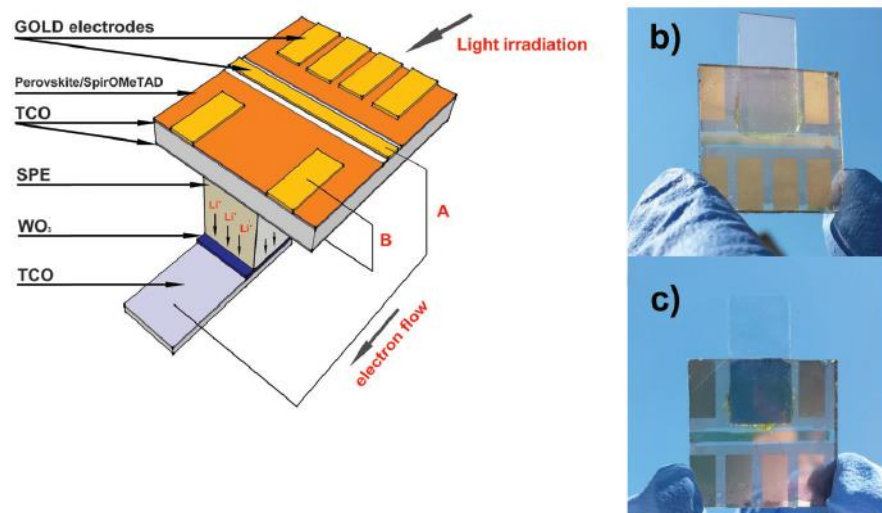 GOLD electrodes
Light irradiation
Perovskite/SpirOMeTAD
TCO
SPE
Li⁺
Li⁺
Li⁺
WO₃
TCO
A
B
electron flow
b)
c)